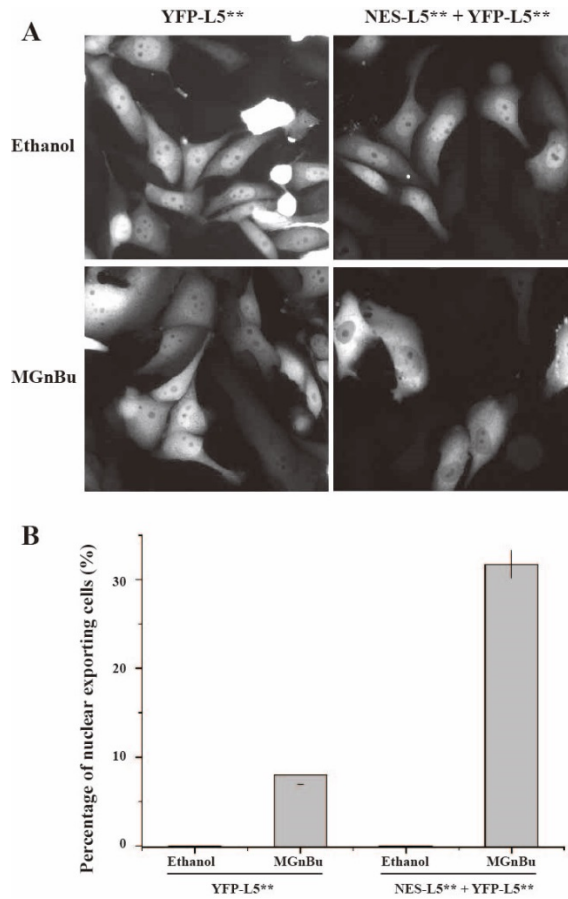 A
YFP-L5**
NES-L5** + YFP-L5**
Ethanol
MGnBu
B
Percentage of nuclear exporting cells (%)
30
20
10
0
Ethanol
MGnBu
Ethanol
MGnBu
YFP-L5**
NES-L5** + YFP-L5**